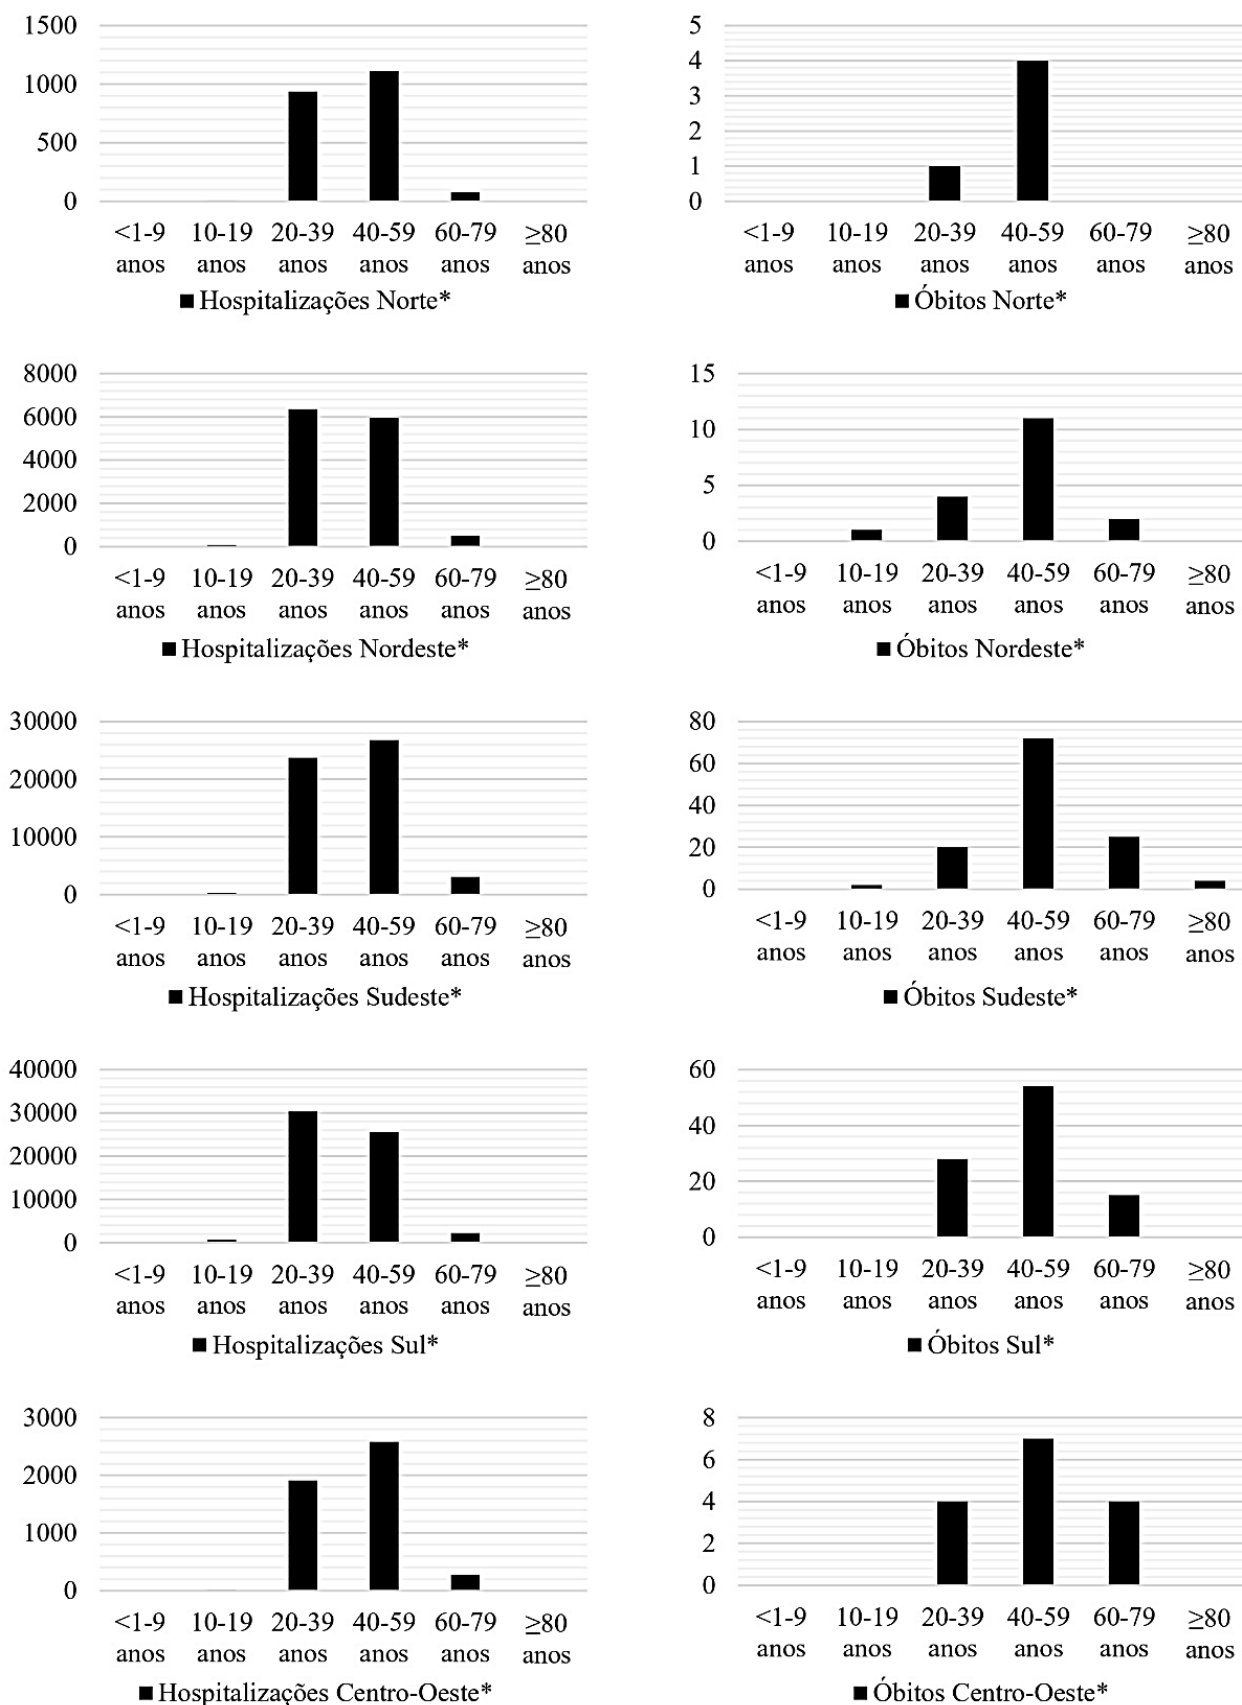 1500
1000
500
0
<1-9 10-19 20-39 40-59 60-79 ≥80
anos anos anos anos anos anos
■ Hospitalizações Norte*
5
4
3
2
1
0
<1-9 10-19 20-39 40-59 60-79 ≥80
anos anos anos anos anos anos
■ Óbitos Norte*
8000
6000
4000
2000
0
<1-9 10-19 20-39 40-59 60-79 ≥80
anos anos anos anos anos anos
■ Hospitalizações Nordeste*
15
10
5
0
<1-9 10-19 20-39 40-59 60-79 ≥80
anos anos anos anos anos anos
■ Óbitos Nordeste*
30000
20000
10000
0
<1-9 10-19 20-39 40-59 60-79 ≥80
anos anos anos anos anos anos
■ Hospitalizações Sudeste*
80
60
40
20
0
<1-9 10-19 20-39 40-59 60-79 ≥80
anos anos anos anos anos anos
■ Óbitos Sudeste*
40000
30000
20000
10000
0
<1-9 10-19 20-39 40-59 60-79 ≥80
anos anos anos anos anos anos
■ Hospitalizações Sul*
60
40
20
0
<1-9 10-19 20-39 40-59 60-79 ≥80
anos anos anos anos anos anos
■ Óbitos Sul*
3000
2000
1000
0
<1-9 10-19 20-39 40-59 60-79 ≥80
anos anos anos anos anos anos
■ Hospitalizações Centro-Oeste*
8
6
4
2
0
<1-9 10-19 20-39 40-59 60-79 ≥80
anos anos anos anos anos anos
■ Óbitos Centro-Oeste*